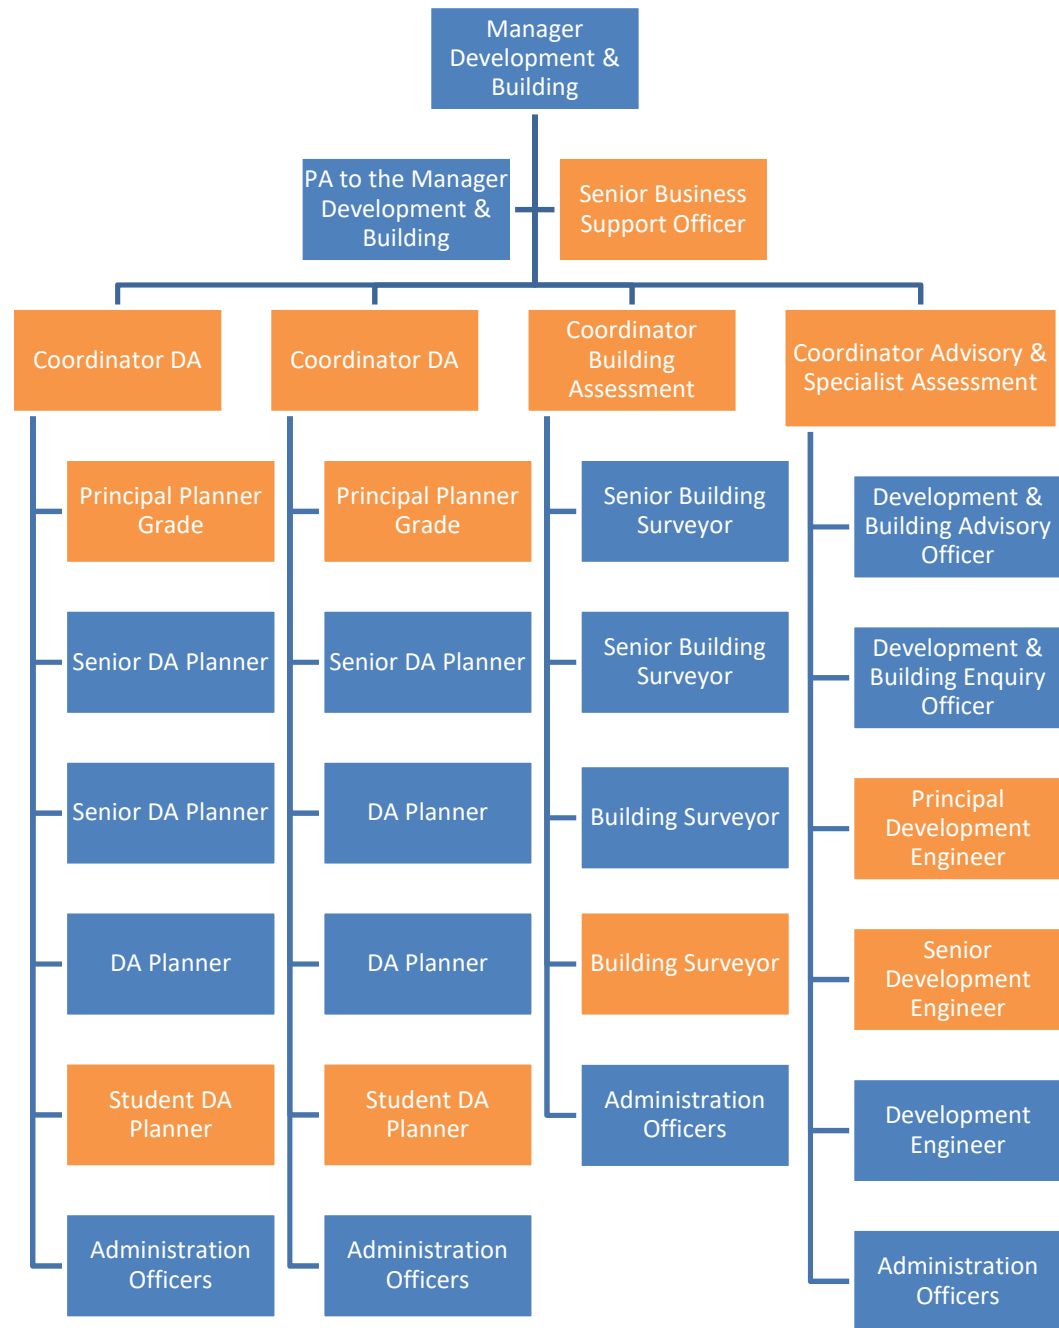 Manager
Development &
Building
PA to the Manager
Development &
Building
Senior Business
Support Officer
Coordinator DA
Principal Planner
Grade
Senior DA Planner
Senior DA Planner
DA Planner
Student DA
Planner
Administration
Officers
Coordinator DA
Principal Planner
Grade
Senior DA Planner
DA Planner
DA Planner
Student DA
Planner
Administration
Officers
Coordinator
Building
Assessment
Senior Building
Surveyor
Senior Building
Surveyor
Building Surveyor
Building Surveyor
Administration
Officers
Coordinator Advisory &
Specialist Assessment
Development &
Building Advisory
Officer
Development &
Building Enquiry
Officer
Principal
Development
Engineer
Senior
Development
Engineer
Development
Engineer
Administration
Officers